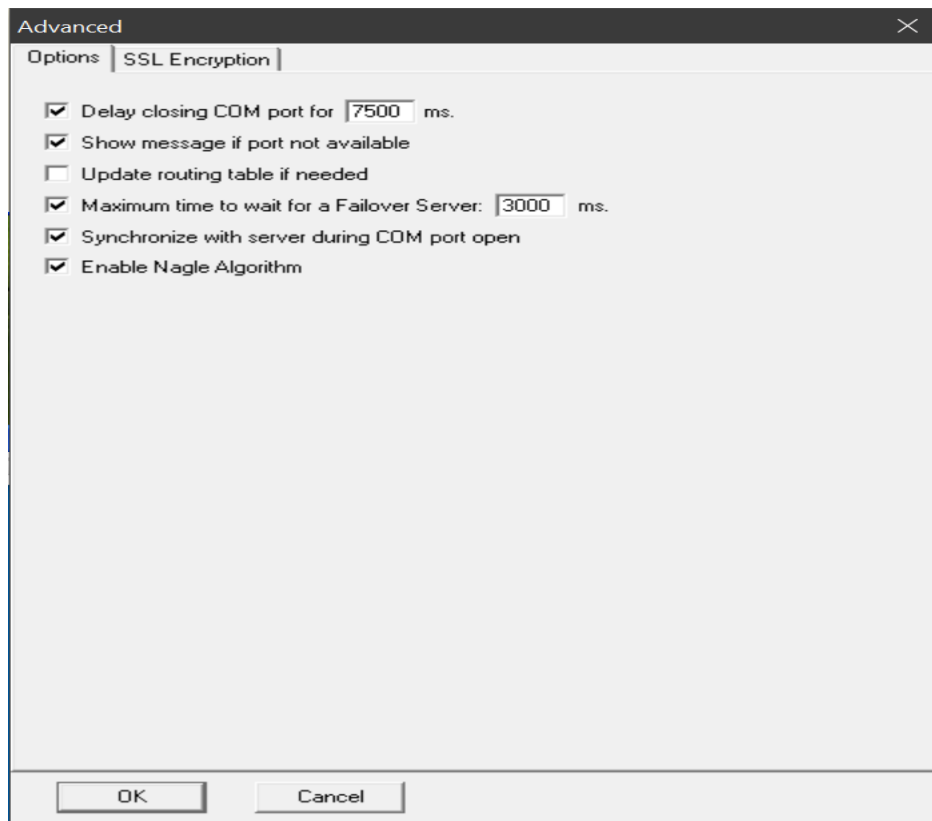 Advanced
Options SSL Encryption
Delay closing COM port for 7500 ms.
Show message if port not available
Update routing table if needed
Maximum time to wait for a Failover Server: 3000 ms.
Synchronize with server during COM port open
Enable Nagle Algorithm
OK Cancel